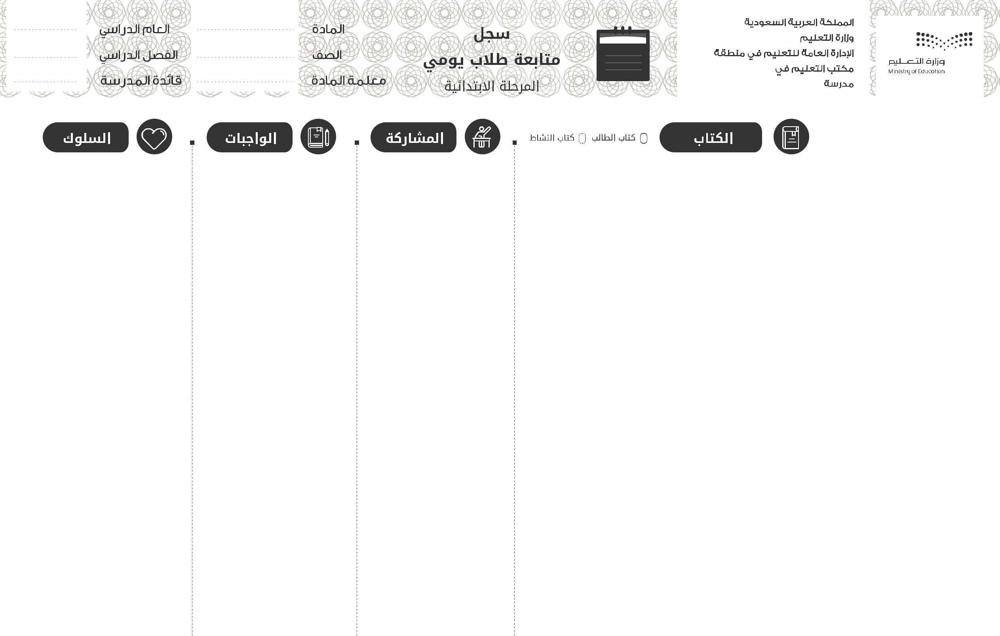 وزارة التعليم
Ministry of Education
المملكة العربية السعودية
وزارة التعليم
الإدارة العامة للتعليم في منطقة
مكتب التعليم في
مدرسة
سجل
متابعة طلاب يومي
المرحلة الابتدائية
المادة
الصف
معلمة المادة
العام الدراسي
الفصل الدراسي
قائدة المدرسة
الكتاب
كتاب الطالب
كتاب النشاط
المشاركة
الواجبات
السلوك